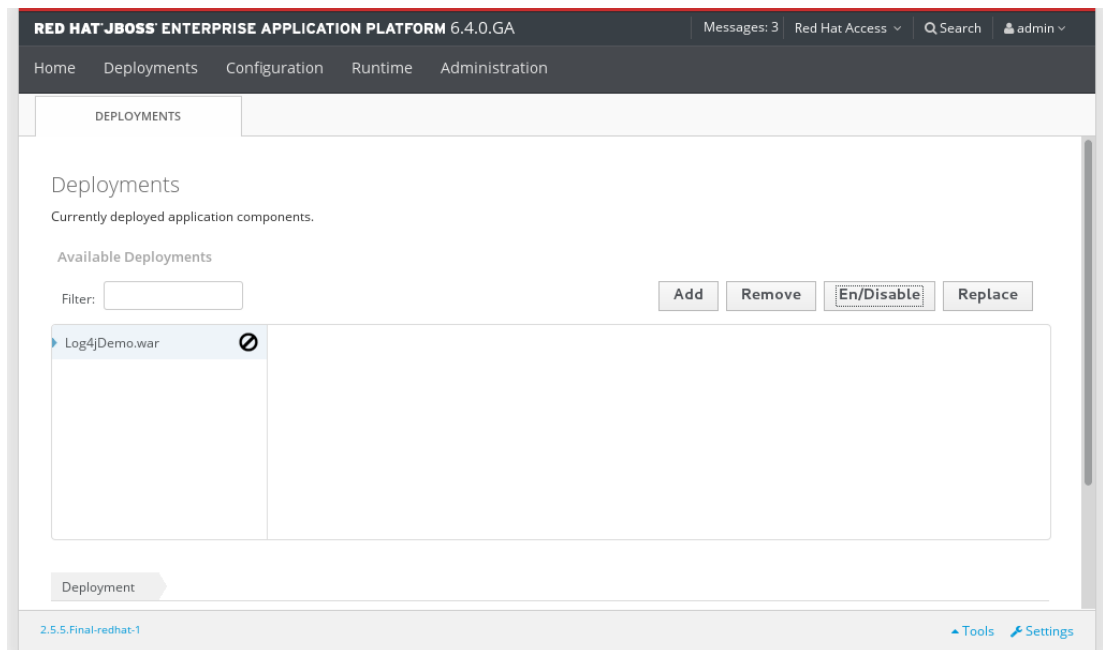 RED HAT JBOSS ENTERPRISE APPLICATION PLATFORM 6.4.0.GA Messages: 3 Red Hat Access Search admin
Home Deployments Configuration Runtime Administration
DEPLOYMENTS
Deployments
Currently deployed application components.
Available Deployments
Filter: Add Remove En/Disable Replace
Log4jDemo.war
Deployment
2.5.5.Final-redhat-1 Tools Settings